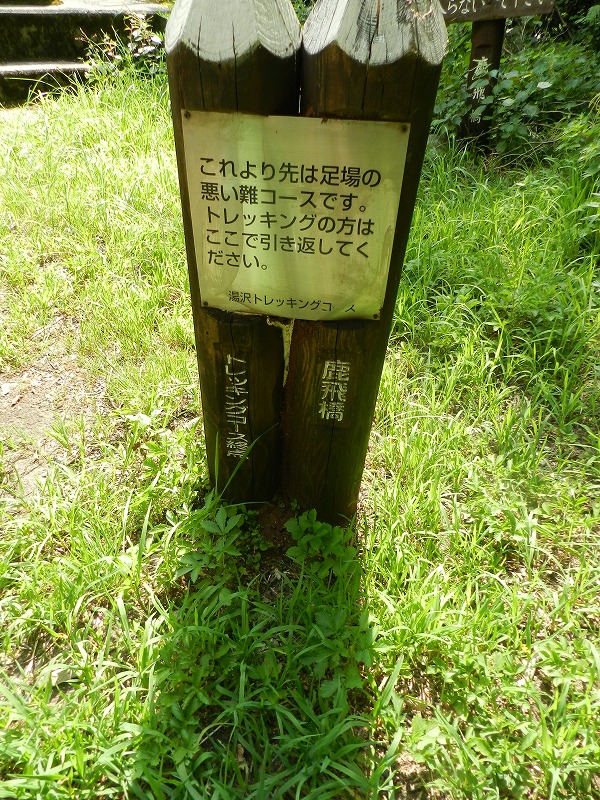 これより先は足場の
悪い難コースです。
トレッキングの方は
ここで引き返してく
ださい。
湯沢トレッキングコース
トレッキングコース終点
鹿飛橋